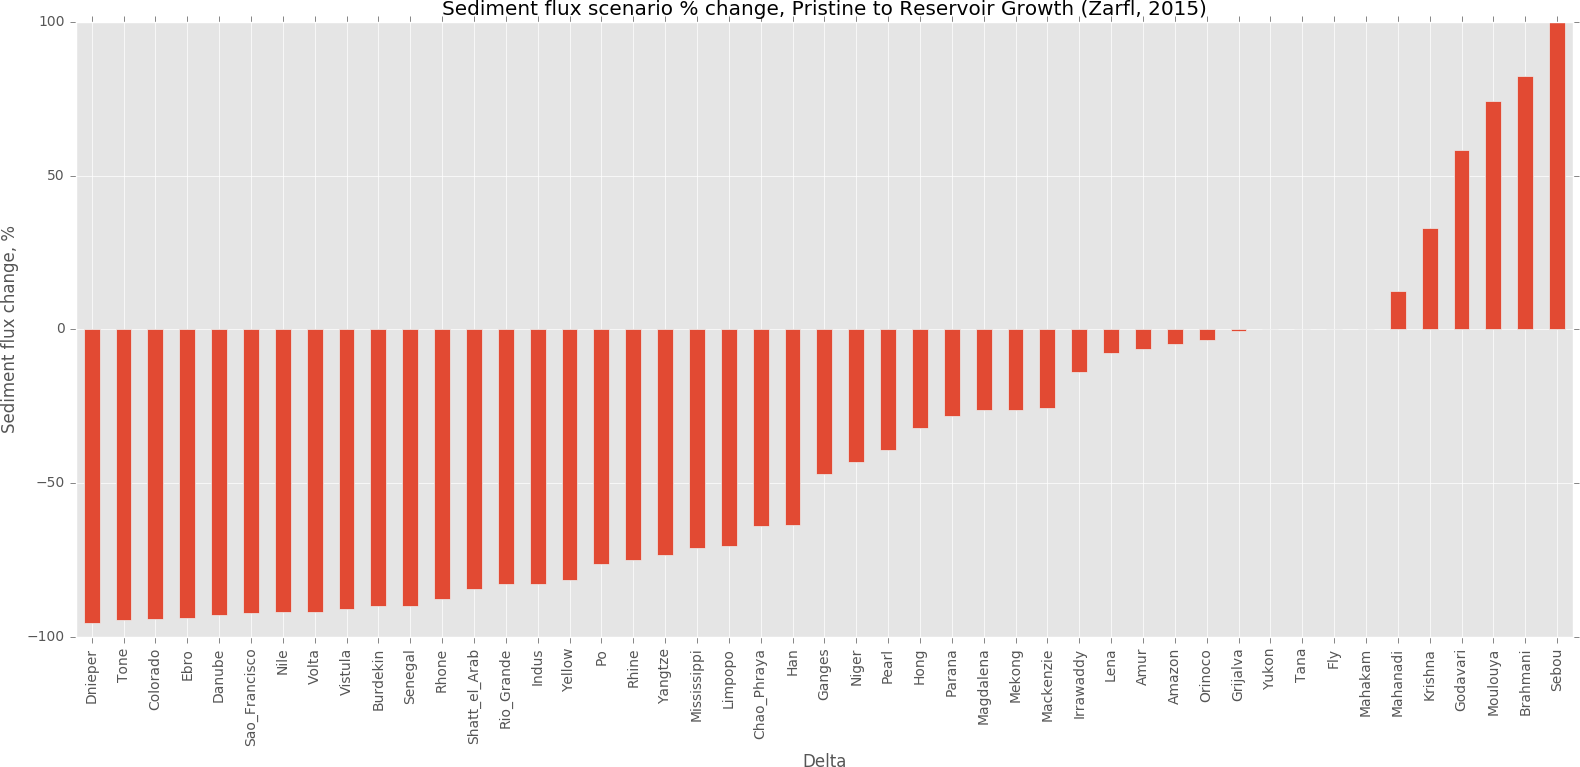 Sediment flux scenario % change, Pristine to Reservoir Growth (Zarfl, 2015)
100
50
0
−50
−100
Sediment flux change, %
Dnieper
Tone
Colorado
Ebro
Danube
Sao_Francisco
Nile
Volta
Vistula
Burdekin
Senegal
Rhone
Shatt_el_Arab
Rio_Grande
Indus
Yellow
Po
Rhine
Yangtze
Mississippi
Limpopo
Chao_Phraya
Han
Ganges
Niger
Pearl
Hong
Parana
Magdalena
Mekong
Mackenzie
Irrawaddy
Lena
Amur
Amazon
Orinoco
Grijalva
Yukon
Tana
Fly
Mahakam
Mahanadi
Krishna
Godavari
Moulouya
Brahmani
Sebou
Delta